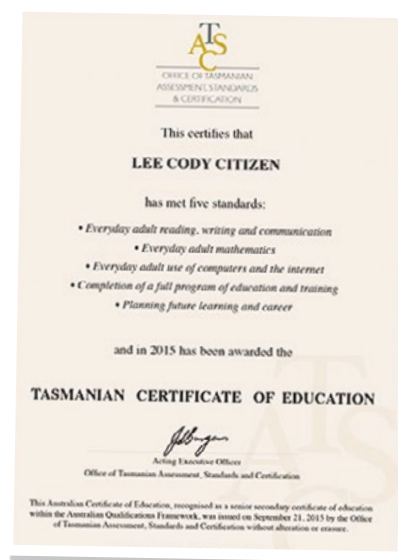 TASC
OFFICE OF TASMANIAN
ASSESSMENT, STANDARDS
& CERTIFICATION
This certifies that
LEE CODY CITIZEN
has met five standards:
• Everyday adult reading, writing and communication
• Everyday adult mathematics
• Everyday adult use of computers and the internet
• Completion of a full program of education and training
• Planning future learning and career
and in 2015 has been awarded the
TASMANIAN CERTIFICATE OF EDUCATION
Acting Executive Officer
Office of Tasmanian Assessment, Standards and Certification
This Australian Certificate of Education, recognised as a senior secondary certificate of education
within the Australian Qualifications Framework, was issued on September 21, 2015 by the Office
of Tasmanian Assessment, Standards and Certification without alteration or erasure.